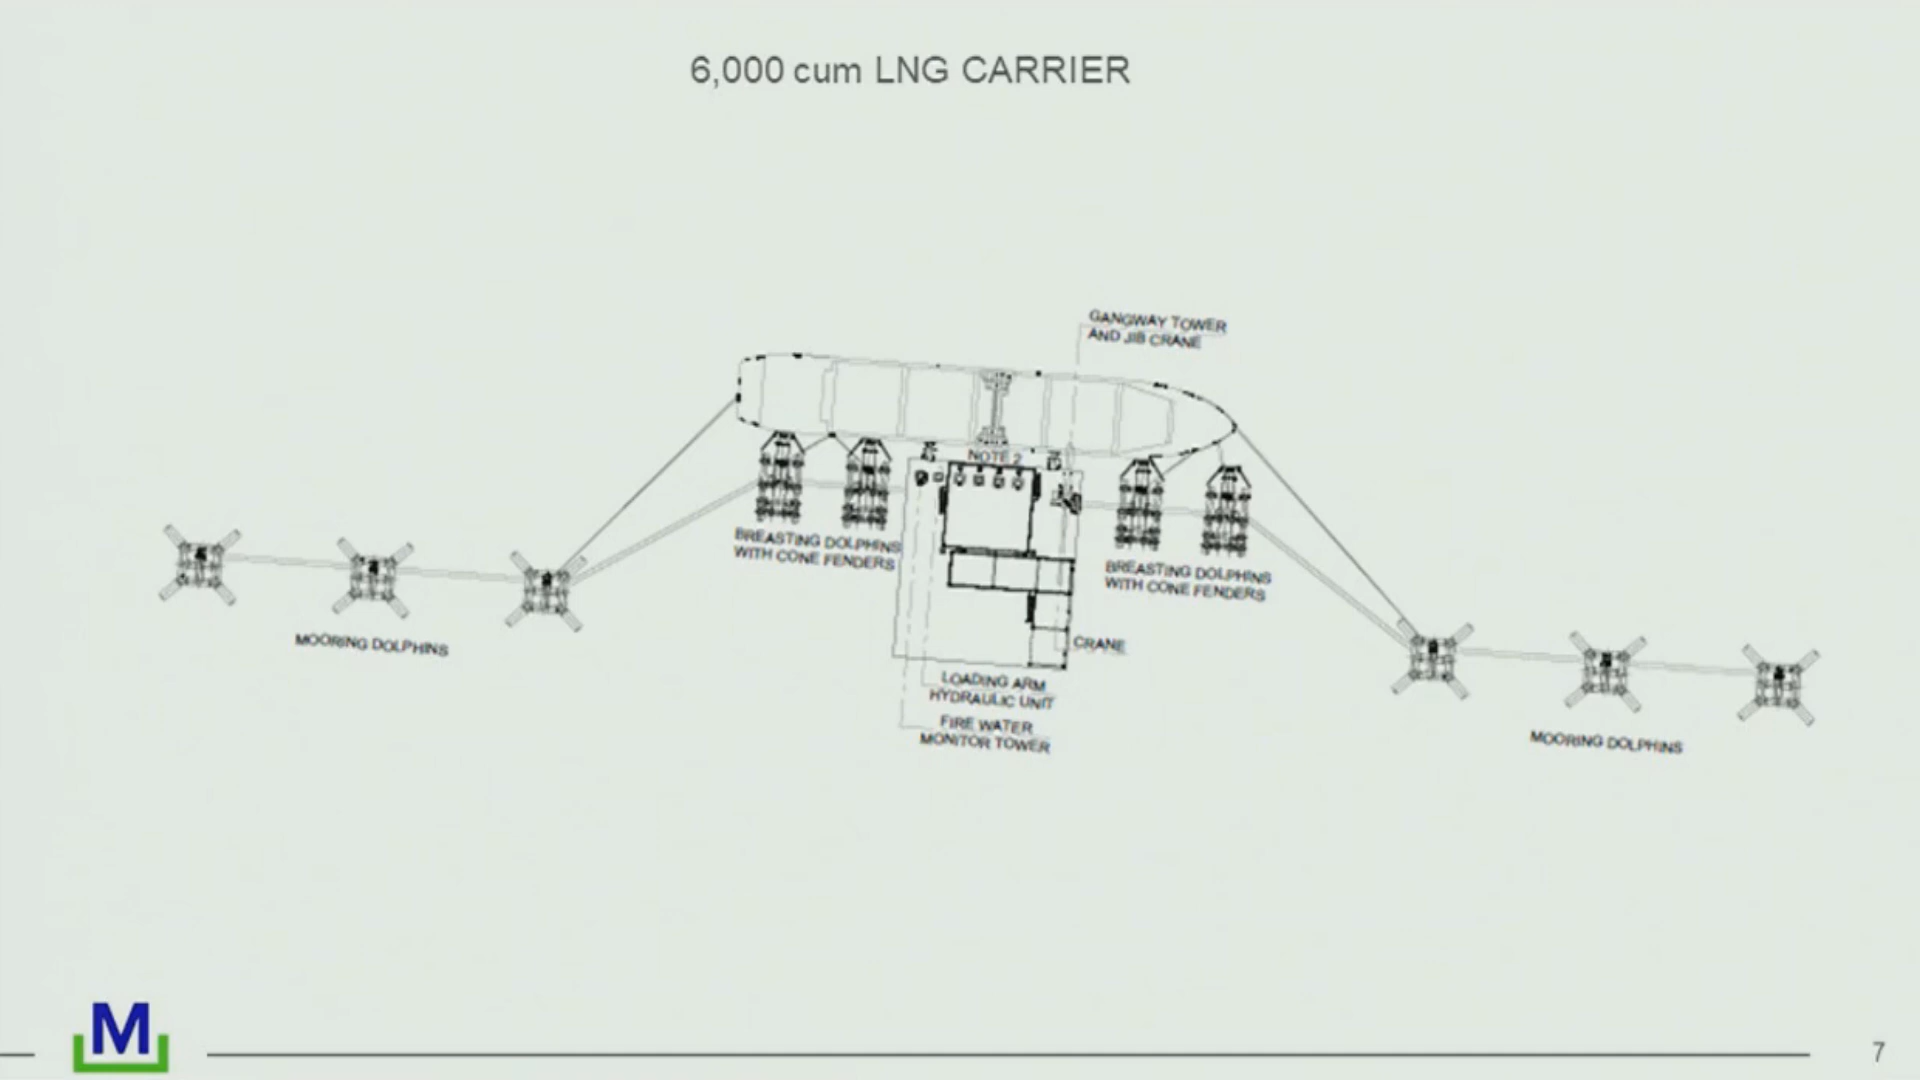 6,000 cum LNG CARRIER
GANGWAY TOWER
AND JIB CRANE
NOTE 2
BREASTING DOLPHINS
WITH CONE FENDERS
BREASTING DOLPHINS
WITH CONE FENDERS
MOORING DOLPHINS
CRANE
LOADING ARM
HYDRAULIC UNIT
FIRE WATER
MONITOR TOWER
MOORING DOLPHINS
M
7